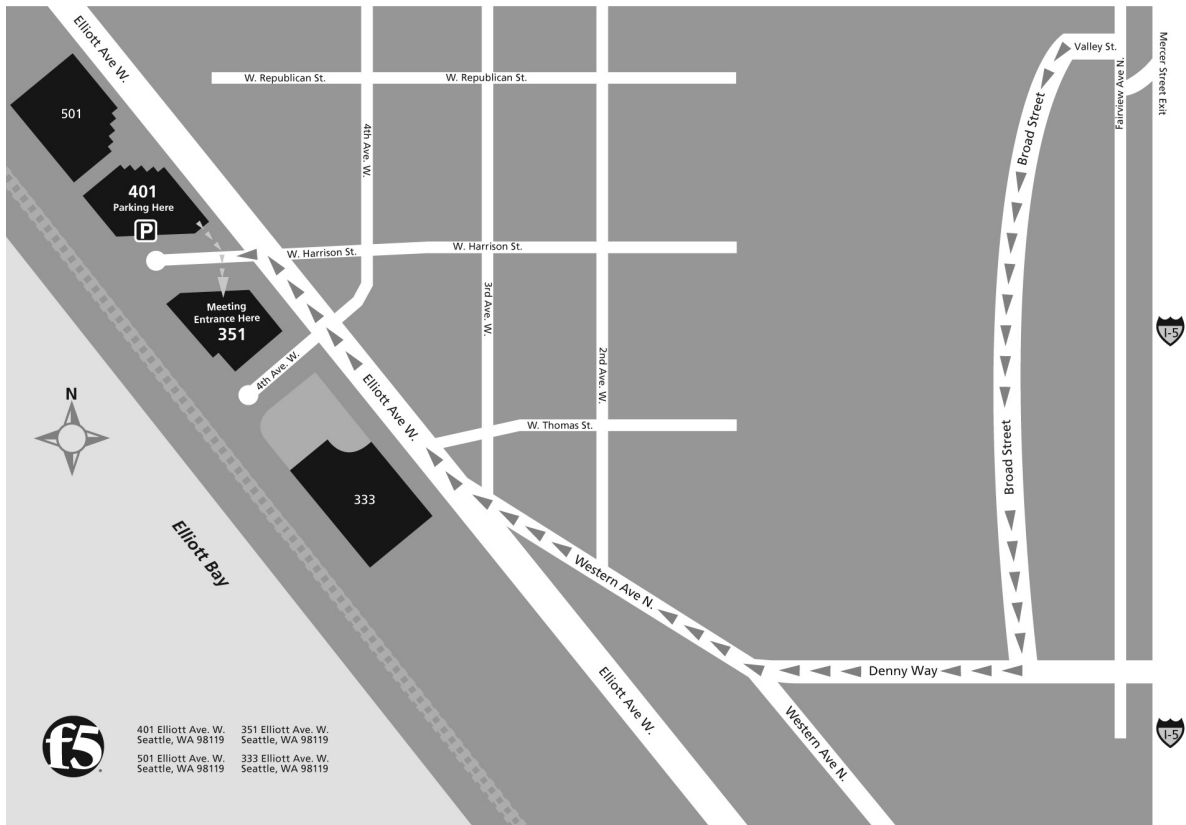 Elliott Ave W.
Valley St.
Mercer Street Exit
Fairview Ave N.
W. Republican St.
W. Republican St.
Broad Street
501
4th Ave. W.
401
Parking Here
P
W. Harrison St.
W. Harrison St.
Meeting
Entrance Here
351
3rd Ave. W.
I-5
2nd Ave. W.
4th Ave. W.
Elliott Ave W.
N
W. Thomas St.
Broad Street
333
Elliott Bay
Western Ave N.
Denny Way
Elliott Ave W.
Western Ave N.
I-5
f5
401 Elliott Ave. W.
Seattle, WA 98119
351 Elliott Ave. W.
Seattle, WA 98119
501 Elliott Ave. W.
Seattle, WA 98119
333 Elliott Ave. W.
Seattle, WA 98119